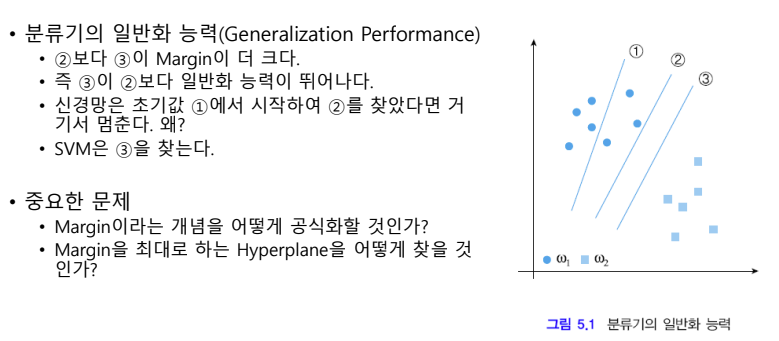 • 분류기의 일반화 능력(Generalization Performance)
• ②보다 ③이 Margin이 더 크다.
• 즉 ③이 ②보다 일반화 능력이 뛰어나다.
• 신경망은 초기값 ①에서 시작하여 ②를 찾았다면 거
기서 멈춘다. 왜?
• SVM은 ③을 찾는다.
• 중요한 문제
• Margin이라는 개념을 어떻게 공식화할 것인가?
• Margin을 최대로 하는 Hyperplane을 어떻게 찾을 것
인가?
①
②
③
ω₁ ω₂
그림 5.1 분류기의 일반화 능력